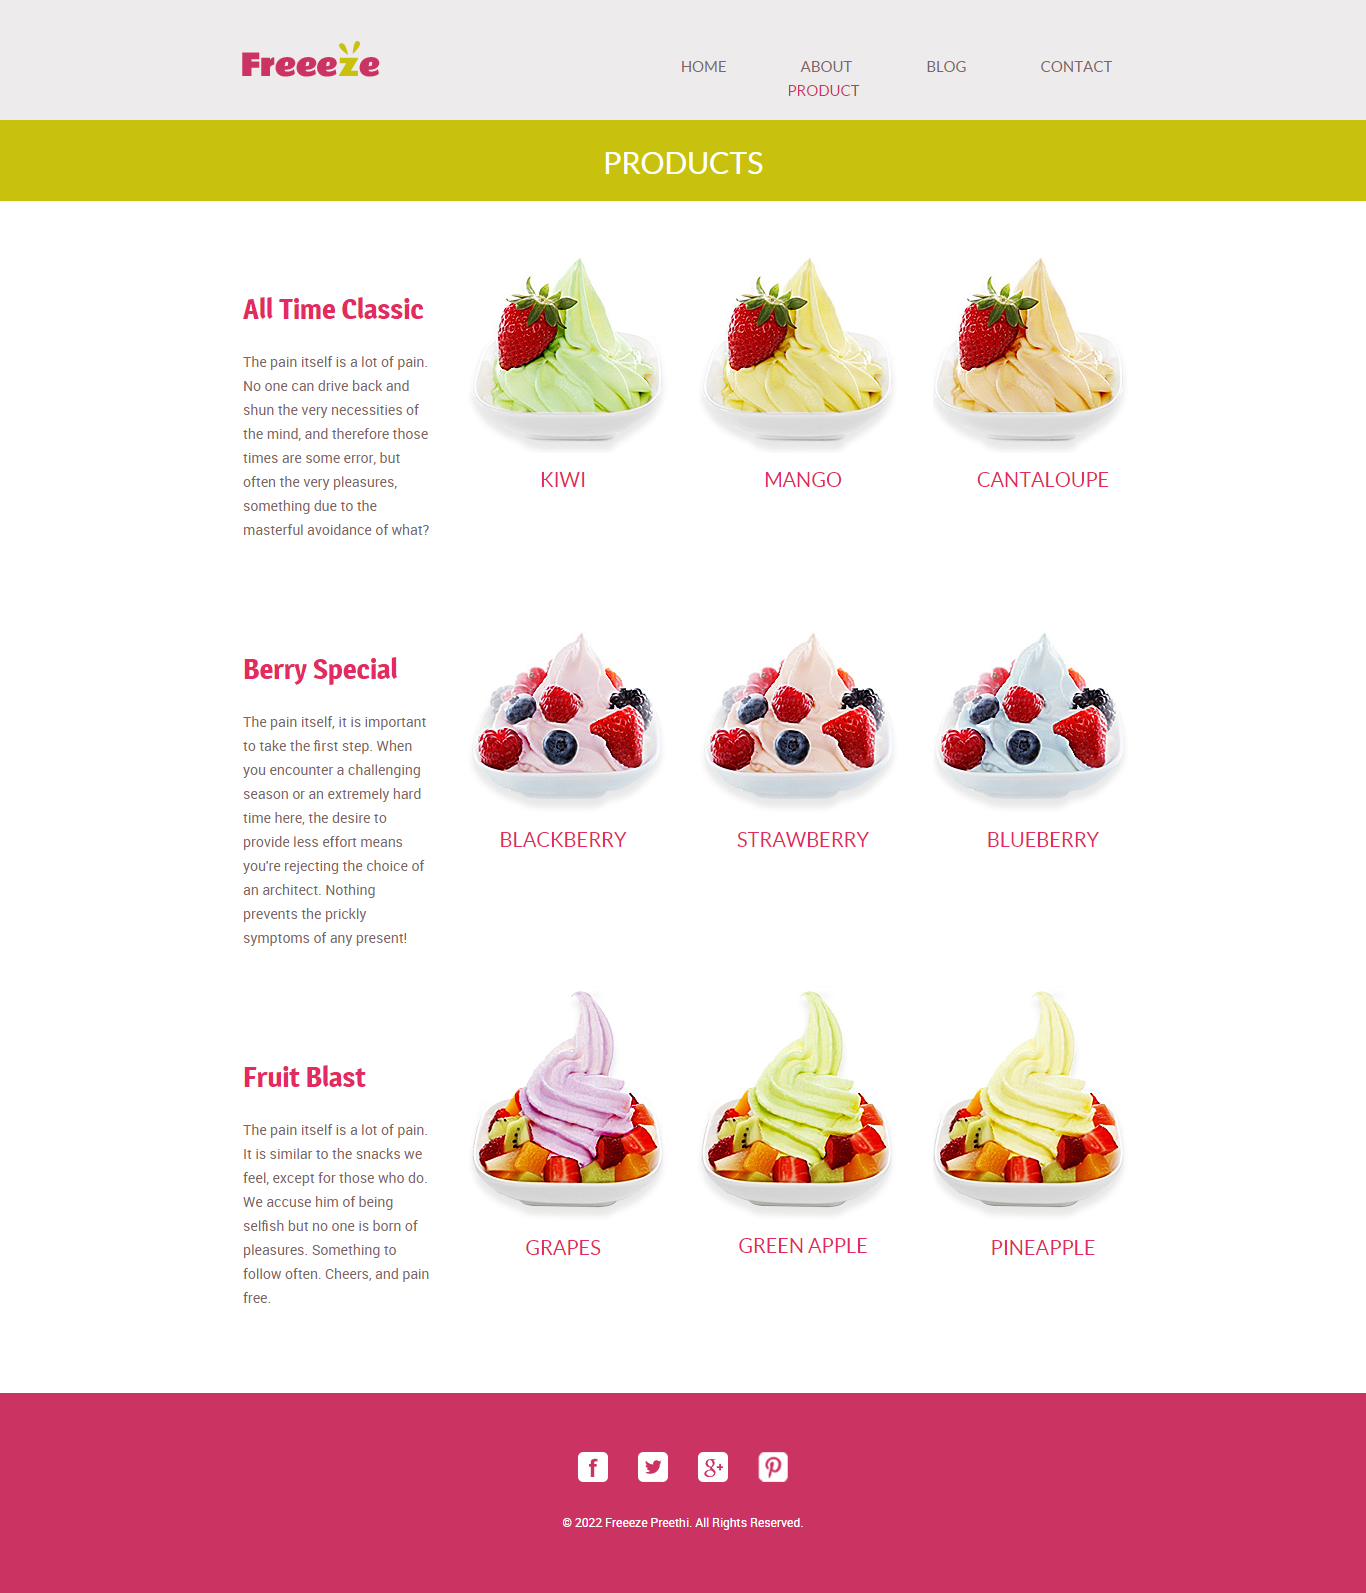 Freeeze
HOME ABOUT BLOG CONTACT
PRODUCT
PRODUCTS
All Time Classic
The pain itself is a lot of pain.
No one can drive back and
shun the very necessities of
the mind, and therefore those
times are some error, but
often the very pleasures,
something due to the
masterful avoidance of what?
KIWI
MANGO
CANTALOUPE
Berry Special
The pain itself, it is important
to take the first step. When
you encounter a challenging
season or an extremely hard
time here, the desire to
provide less effort means
you're rejecting the choice of
an architect. Nothing
prevents the prickly
symptoms of any present!
BLACKBERRY
STRAWBERRY
BLUEBERRY
Fruit Blast
The pain itself is a lot of pain.
It is similar to the snacks we
feel, except for those who do.
We accuse him of being
selfish but no one is born of
pleasures. Something to
follow often. Cheers, and pain
free.
GRAPES
GREEN APPLE
PINEAPPLE
© 2022 Freeeze Preethi. All Rights Reserved.